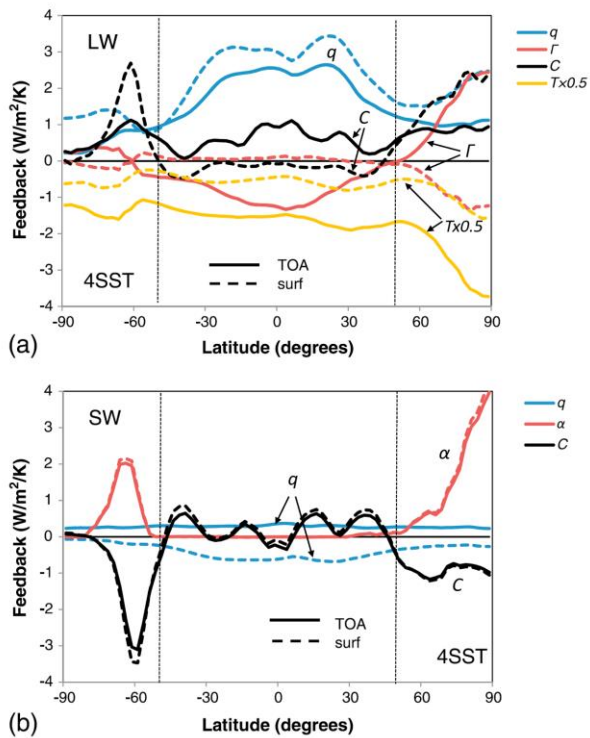 LW
q
Γ
C
T×0.5
4
3
2
1
0
-1
-2
-3
-4
Feedback (W/m²/K)
q
C
Γ
T×0.5
TOA
surf
4SST
-90 -60 -30 0 30 60 90
Latitude (degrees)
(a)
SW
q
α
C
4
3
2
1
0
-1
-2
-3
-4
Feedback (W/m²/K)
α
q
C
TOA
surf
4SST
-90 -60 -30 0 30 60 90
Latitude (degrees)
(b)